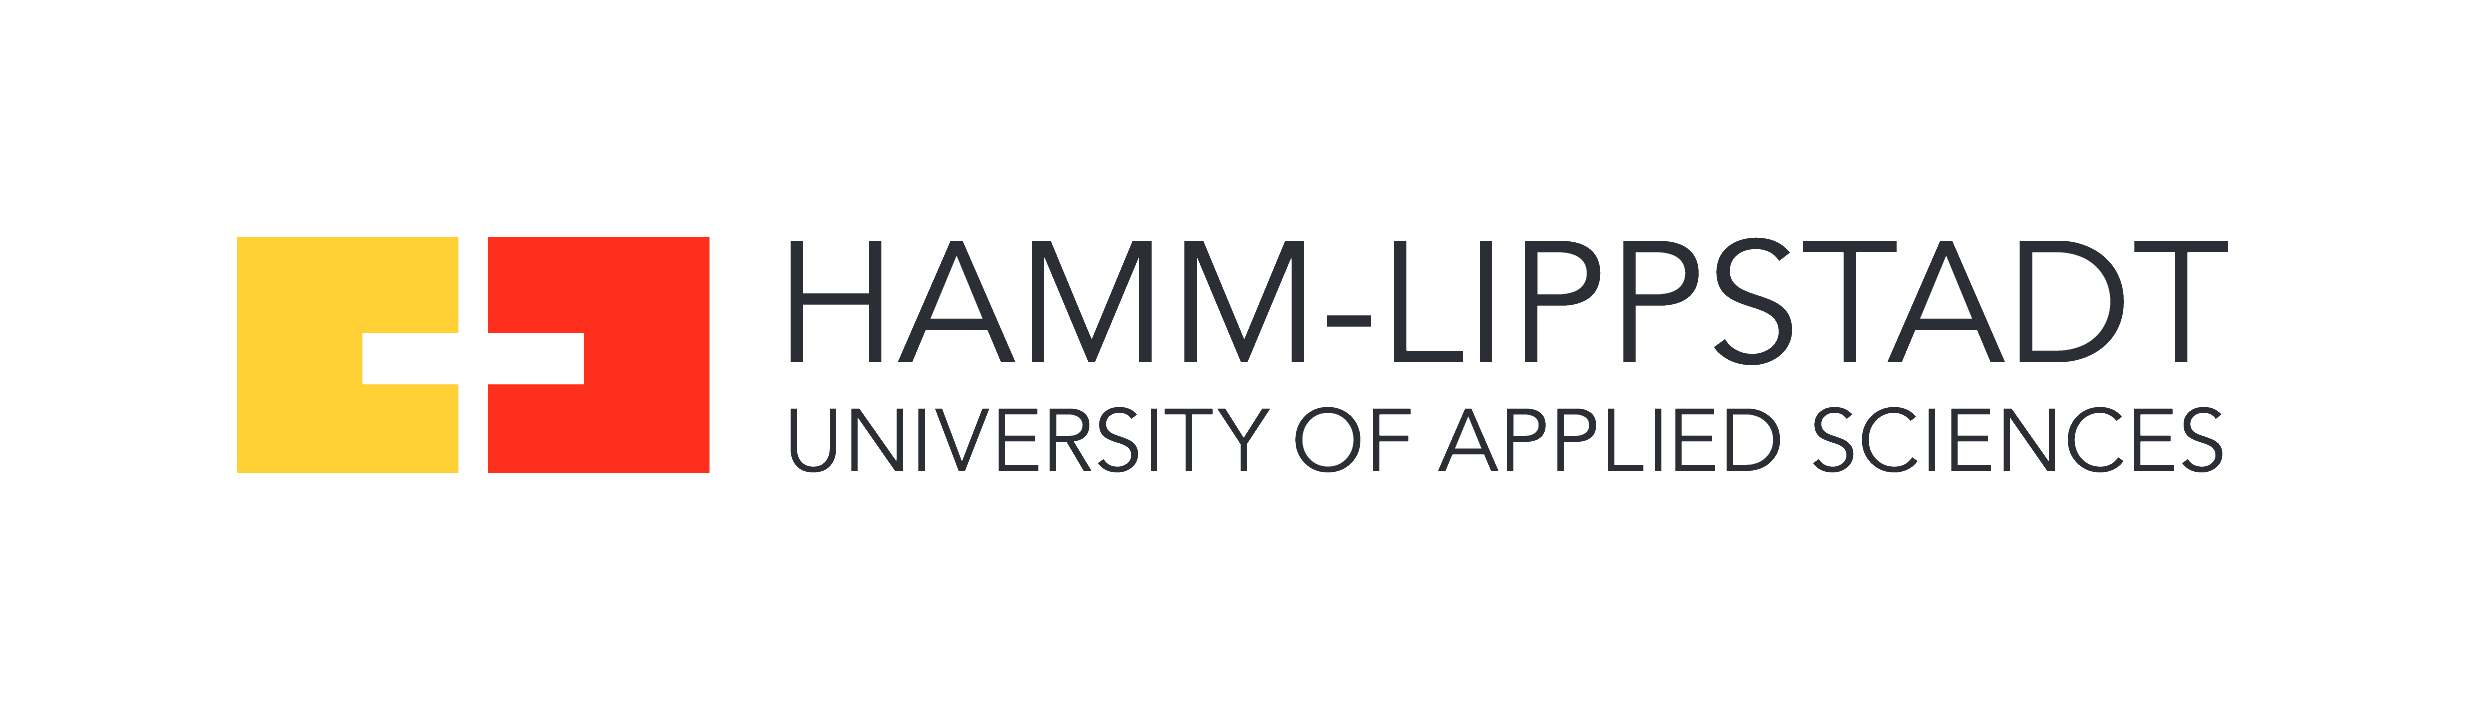 HAMM-LIPPSTADT
UNIVERSITY OF APPLIED SCIENCES